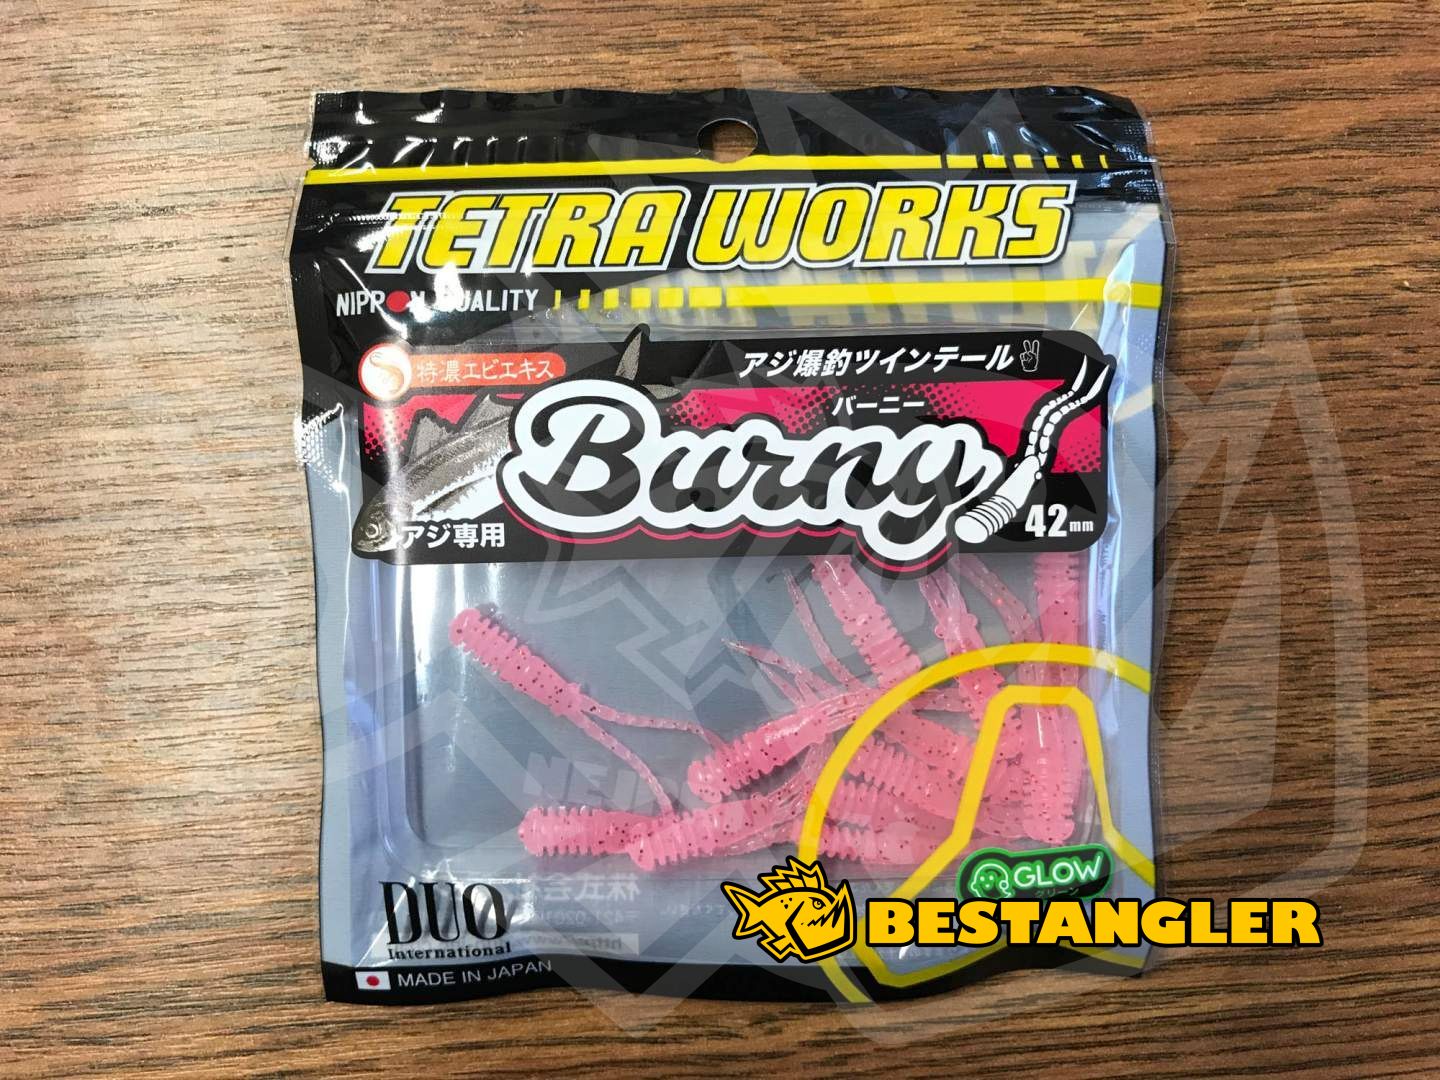 TETRA WORKS
NIPPON QUALITY
特濃エビエキス
アジ爆釣ツインテール
バーニー
Burny
アジ専用
42mm
GLOW
グリーン
DUO
International
MADE IN JAPAN
BESTANGLER